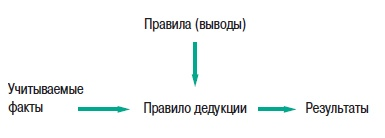 Правила (выводы)
Учитываемые
факты
Правило дедукции
Результаты